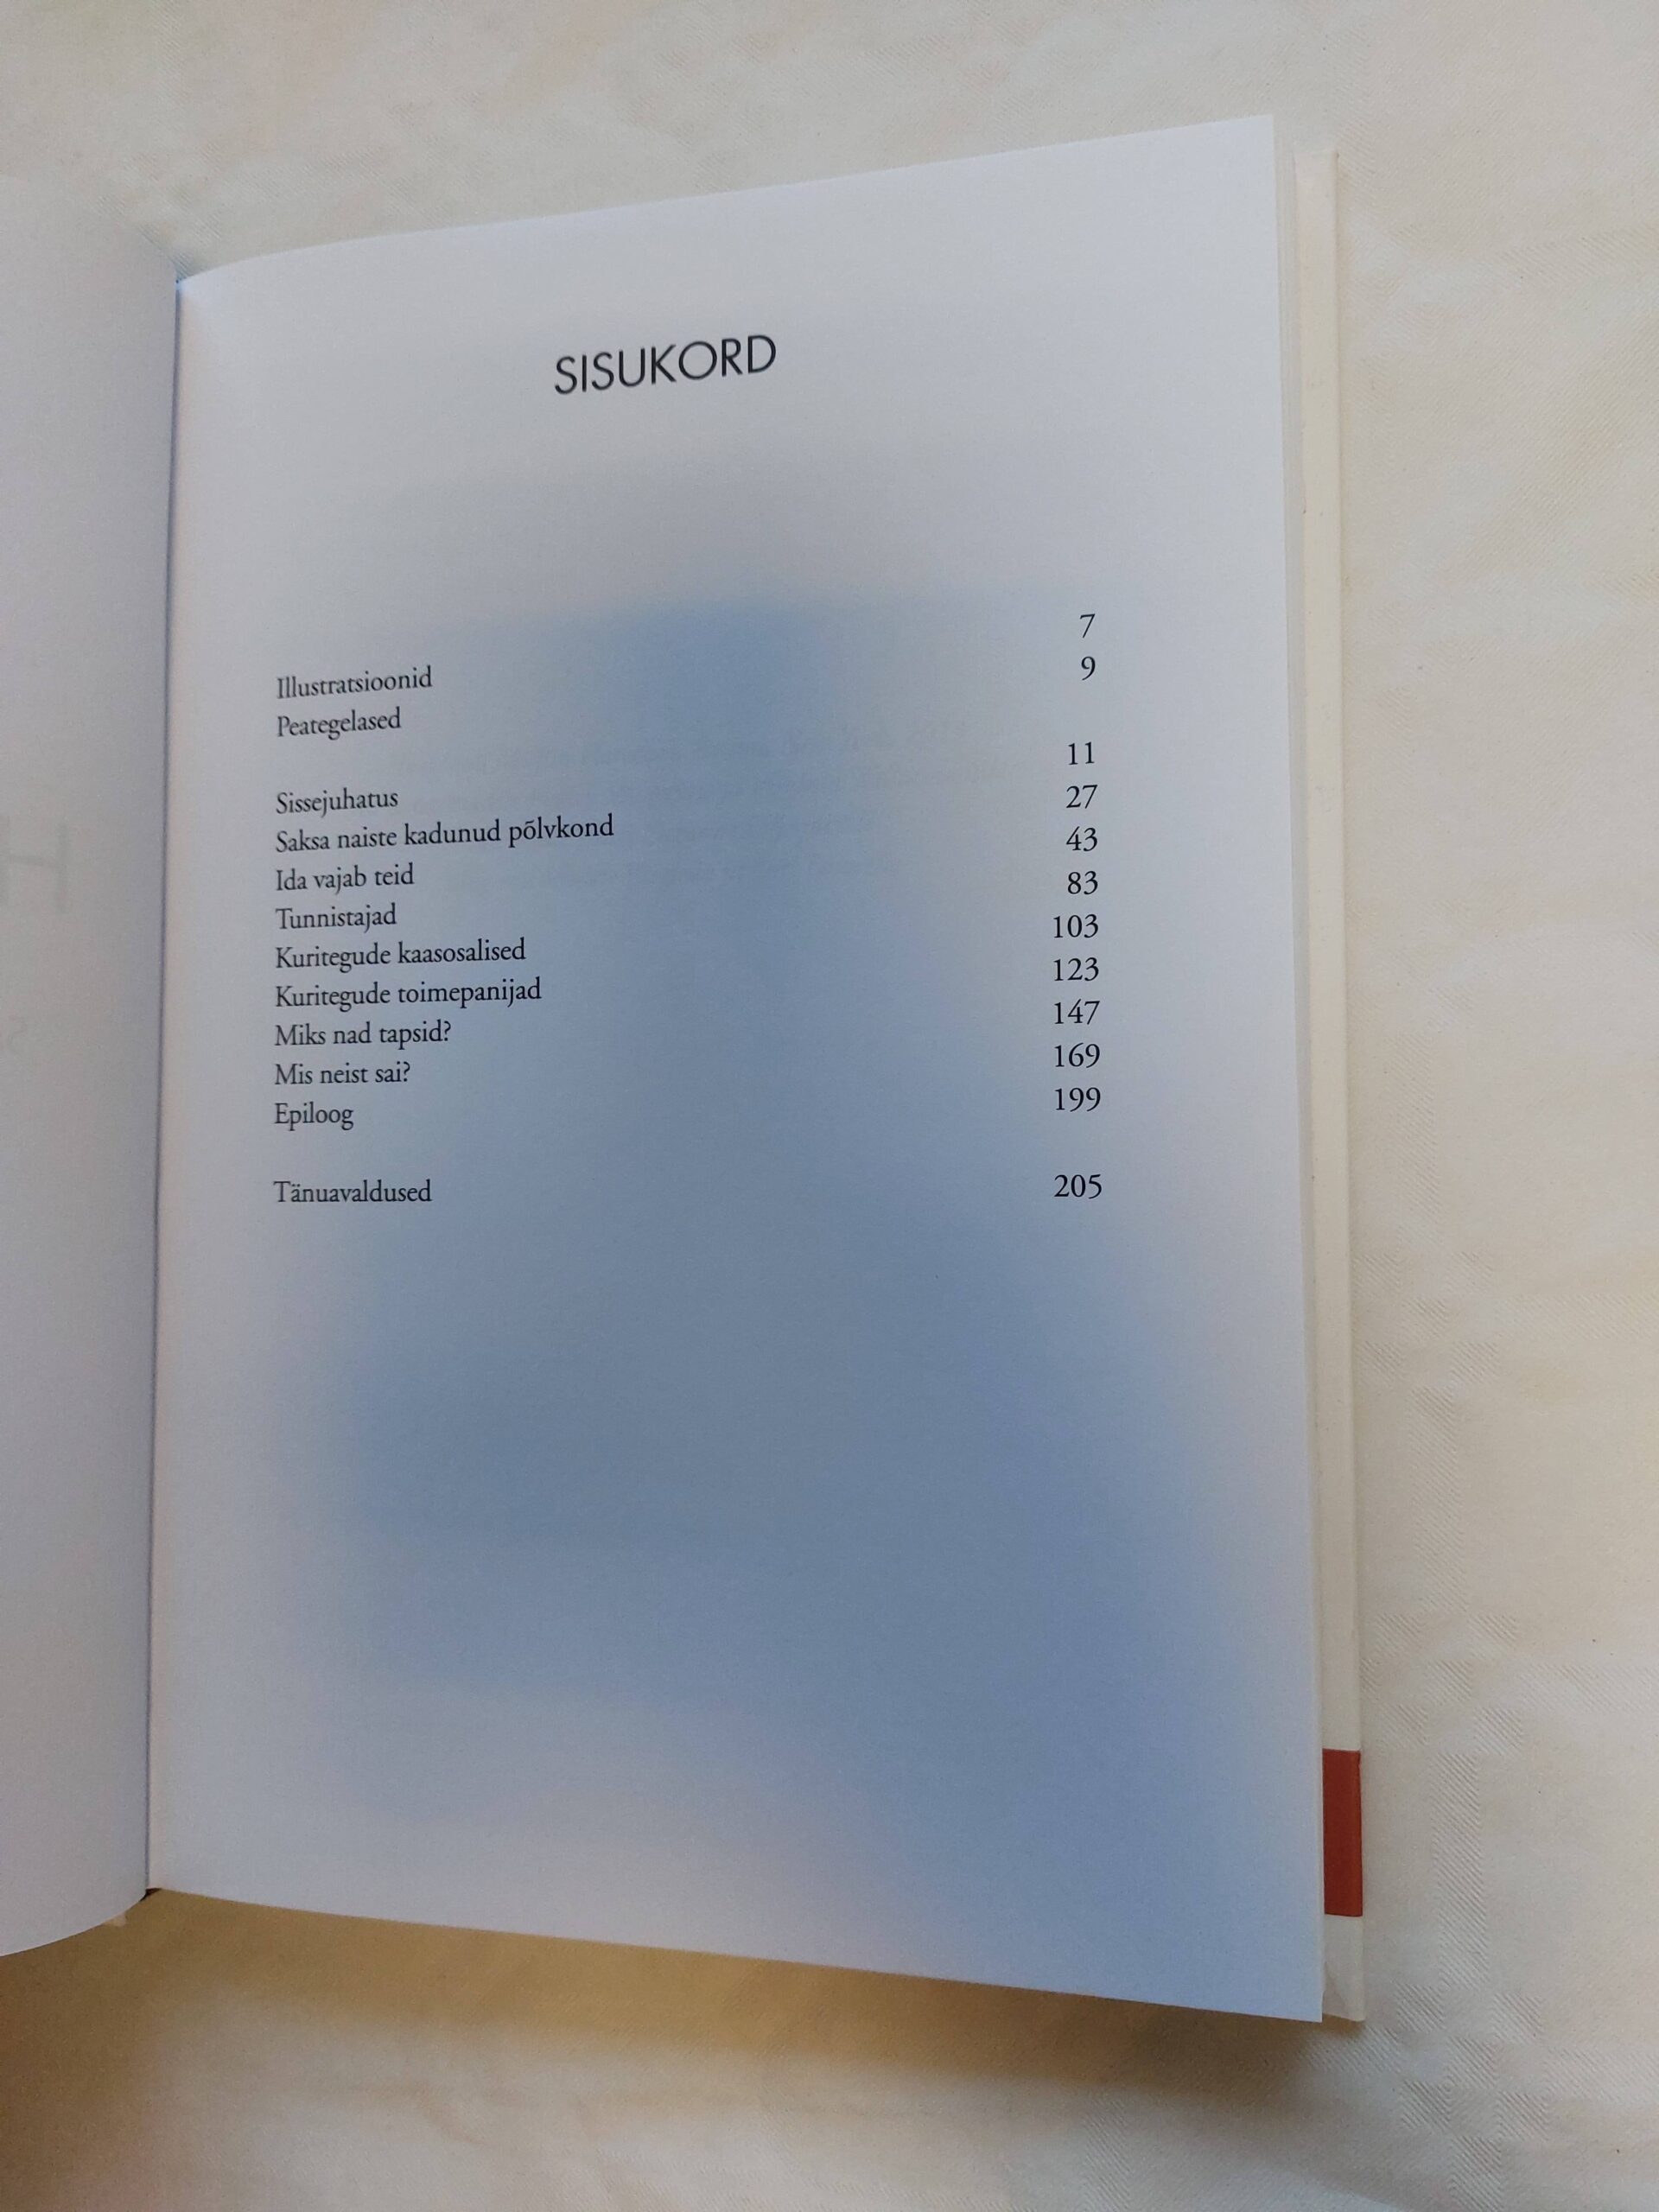 SISUKORD
Illustratsioonid 7
Peategelased 9
Sissejuhatus 11
Saksa naiste kadunud põlvkond 27
Ida vajab teid 43
Tunnistajad 83
Kuritegude kaasosalised 103
Kuritegude toimepanijad 123
Miks nad tapsid? 147
Mis neist sai? 169
Epiloog 199
Tänuavaldused 205